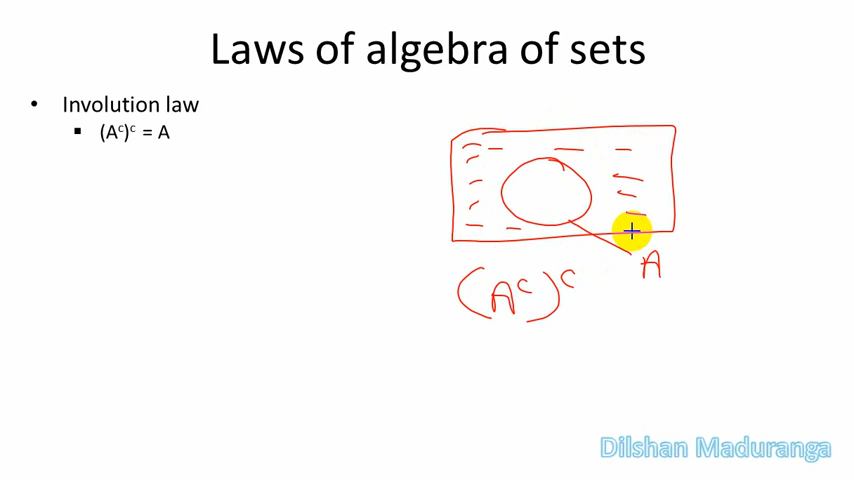 Laws of algebra of sets
• Involution law
▪ (Aᶜ)ᶜ = A
A
(Aᶜ)ᶜ
Dilshan Maduranga